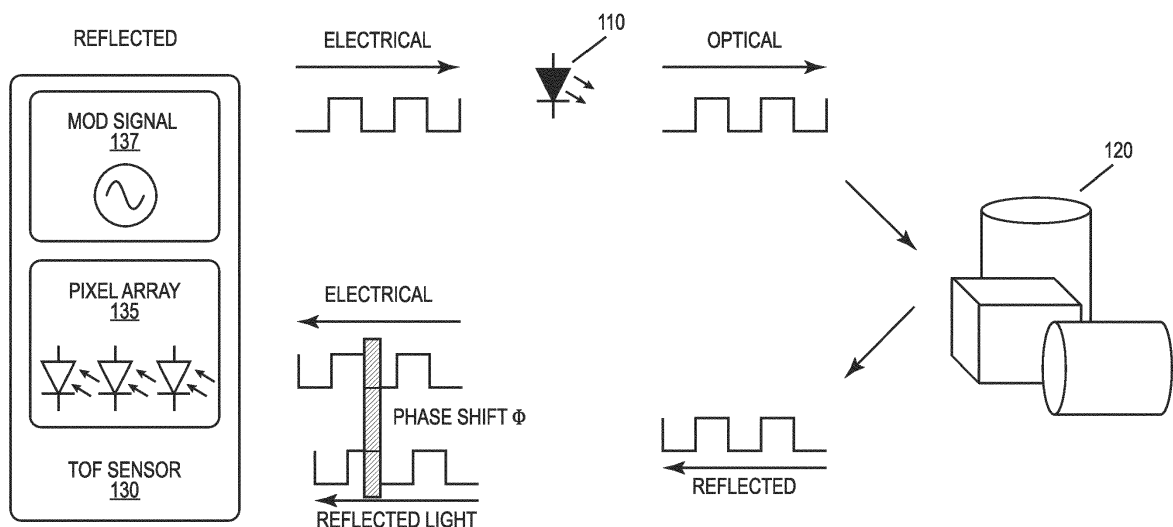 REFLECTED
ELECTRICAL
110
OPTICAL
MOD SIGNAL
137
120
PIXEL ARRAY
135
ELECTRICAL
PHASE SHIFT Φ
TOF SENSOR
130
REFLECTED
REFLECTED LIGHT